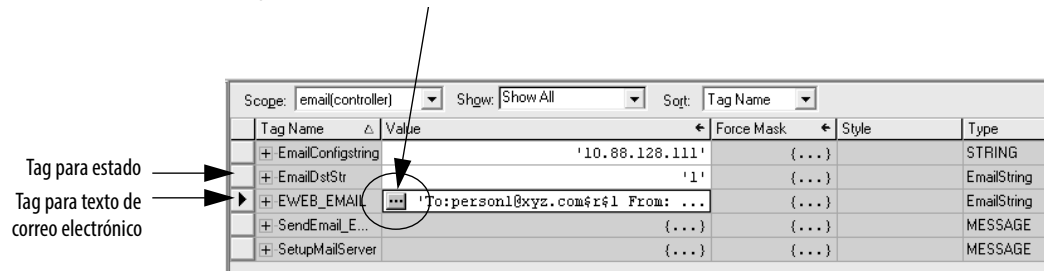 Scope: email(controller) Show: Show All Sort: Tag Name
Tag Name Value Force Mask Style Type
EmailConfigstring '10.88.128.111' {...} STRING
Tag para estado
EmailDstStr '1' {...} EmailString
Tag para texto de
correo electrónico
EWEB_EMAIL ... 'To:person1@xyz.com$r$l From: ... {...} EmailString
SendEmail_E... {...} {...} MESSAGE
SetupMailServer {...} {...} MESSAGE